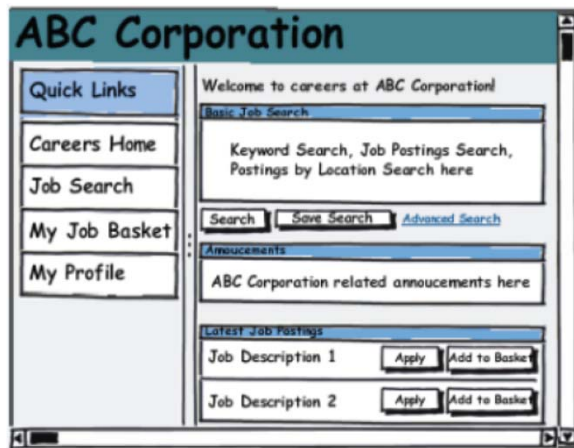 ABC Corporation
Quick Links
Careers Home
Job Search
My Job Basket
My Profile
Welcome to careers at ABC Corporation!
Basic Job Search
Keyword Search, Job Postings Search,
Postings by Location Search here
Search Save Search Advanced Search
Amoucements
ABC Corporation related annoucements here
Latest Job Postings
Job Description 1 Apply Add to Basket
Job Description 2 Apply Add to Basket